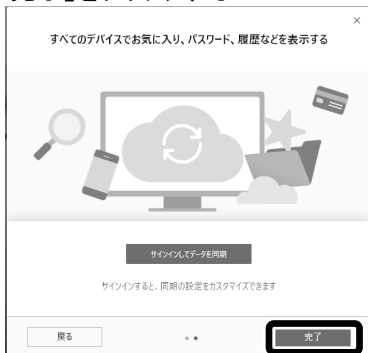 すべてのデバイスでお気に入り、パスワード、履歴などを表示する
サインインしてデータを同期
サインインすると、同期の設定をカスタマイズできます
戻る
完了